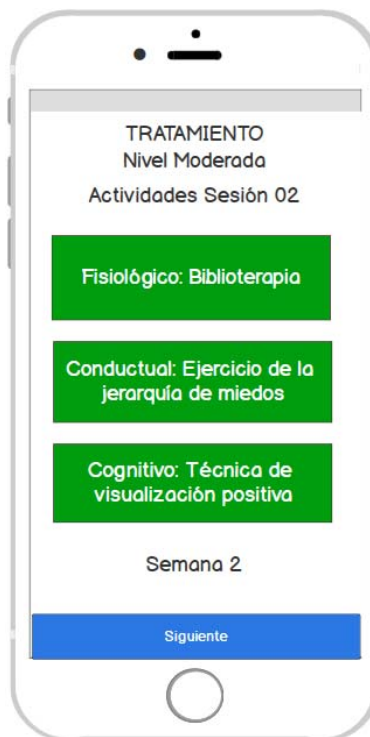 TRATAMIENTO
Nivel Moderada
Actividades Sesión 02
Fisiológico: Biblioterapia
Conductual: Ejercicio de la
jerarquía de miedos
Cognitivo: Técnica de
visualización positiva
Semana 2
Siguiente